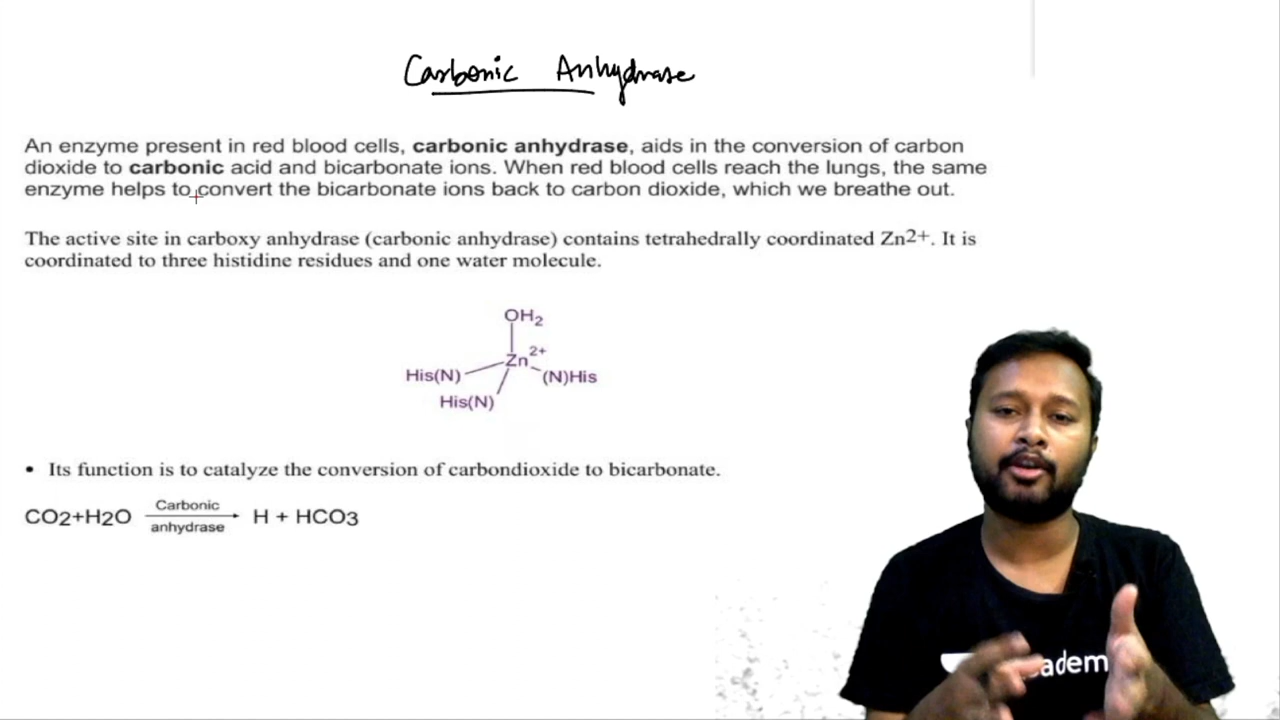 Carbonic Anhydrase
An enzyme present in red blood cells, carbonic anhydrase, aids in the conversion of carbon
dioxide to carbonic acid and bicarbonate ions. When red blood cells reach the lungs, the same
enzyme helps to convert the bicarbonate ions back to carbon dioxide, which we breathe out.
The active site in carboxy anhydrase (carbonic anhydrase) contains tetrahedrally coordinated Zn2+. It is
coordinated to three histidine residues and one water molecule.
OH2
Zn2+
His(N) (N)His
His(N)
• Its function is to catalyze the conversion of carbondioxide to bicarbonate.
Carbonic
CO2+H2O → H + HCO3
anhydrase
adem